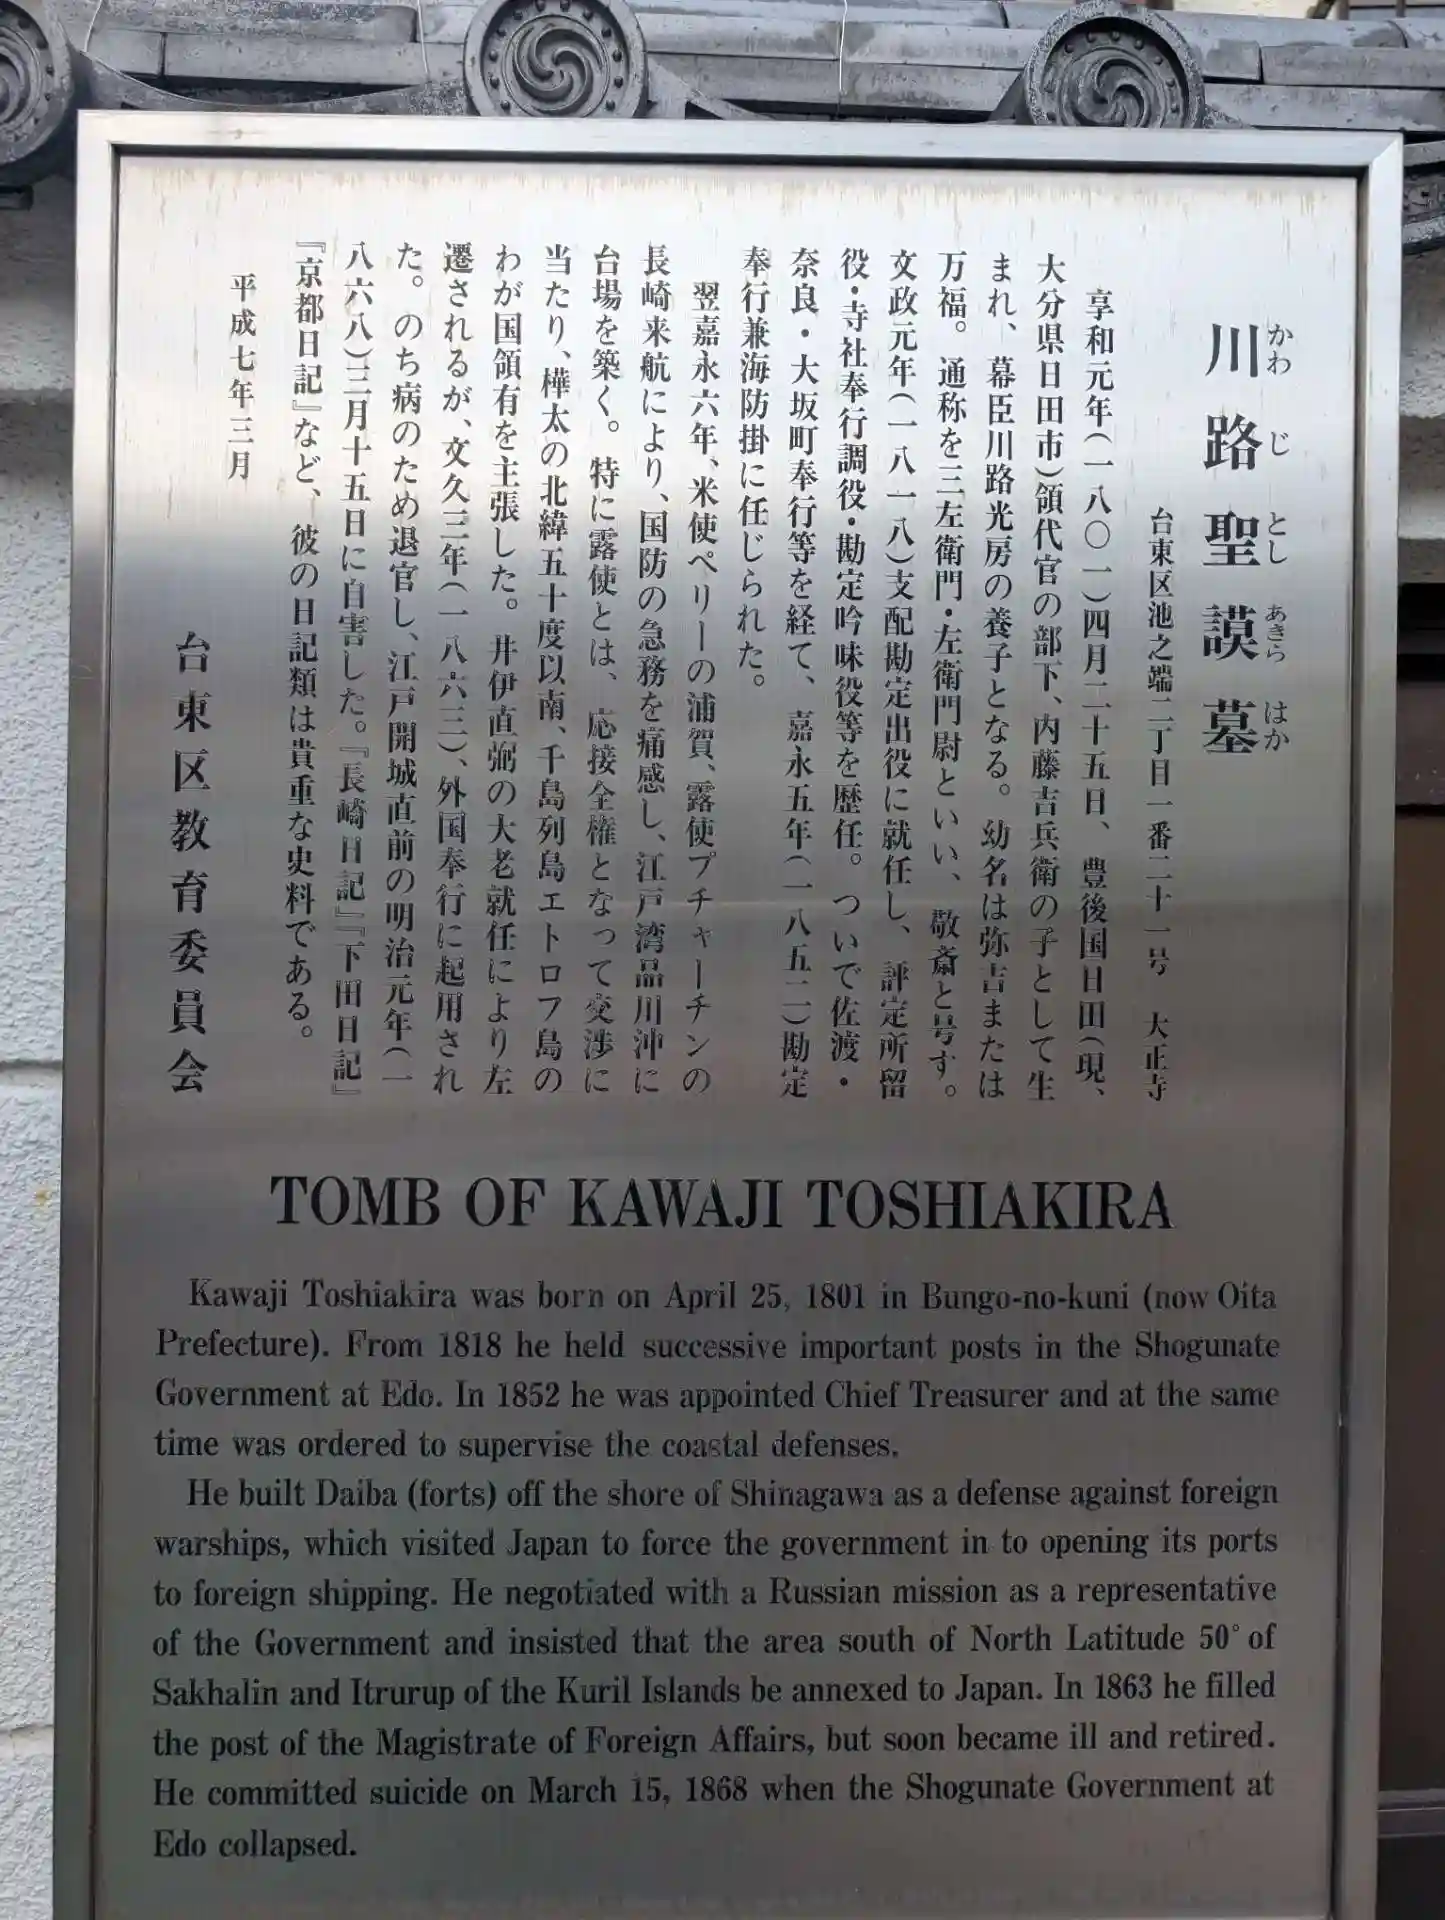 川路聖謨墓
かわじとしあきらはか
台東区池之端二丁目一番二十一号 大正寺
享和元年(一八〇一)四月二十五日、豊後国日田(現、
大分県日田市)領代官の部下、内藤吉兵衛の子として生
まれ、幕臣川路光房の養子となる。幼名は弥吉または
万福。通称を三左衛門・左衛門尉といい、敬斎と号す。
文政元年(一八一八)支配勘定出役に就任し、評定所留
役・寺社奉行調役・勘定吟味役等を歴任。ついで佐渡・
奈良・大坂町奉行等を経て、嘉永五年(一八五二)勘定
奉行兼海防掛に任じられた。
翌嘉永六年、米使ペリーの浦賀、露使プチャーチンの
長崎来航により、国防の急務を痛感し、江戸湾品川沖に
台場を築く。特に露使とは、応接全権となって交渉に
当たり、樺太の北緯五十度以南、千島列島エトロフ島の
わが国領有を主張した。井伊直弼の大老就任により左
遷されるが、文久三年(一八六三)、外国奉行に起用され
た。のち病のため退官し、江戸開城直前の明治元年(一
八六八)三月十五日に自害した。『長崎日記』『下田日記』
『京都日記』など、彼の日記類は貴重な史料である。
平成七年三月
台東区教育委員会
TOMB OF KAWAJI TOSHIAKIRA
Kawaji Toshiakira was born on April 25, 1801 in Bungo-no-kuni (now Oita
Prefecture). From 1818 he held successive important posts in the Shogunate
Government at Edo. In 1852 he was appointed Chief Treasurer and at the same
time was ordered to supervise the coastal defenses.
He built Daiba (forts) off the shore of Shinagawa as a defense against foreign
warships, which visited Japan to force the government in to opening its ports
to foreign shipping. He negotiated with a Russian mission as a representative
of the Government and insisted that the area south of North Latitude 50° of
Sakhalin and Itrurup of the Kuril Islands be annexed to Japan. In 1863 he filled
the post of the Magistrate of Foreign Affairs, but soon became ill and retired.
He committed suicide on March 15, 1868 when the Shogunate Government at
Edo collapsed.